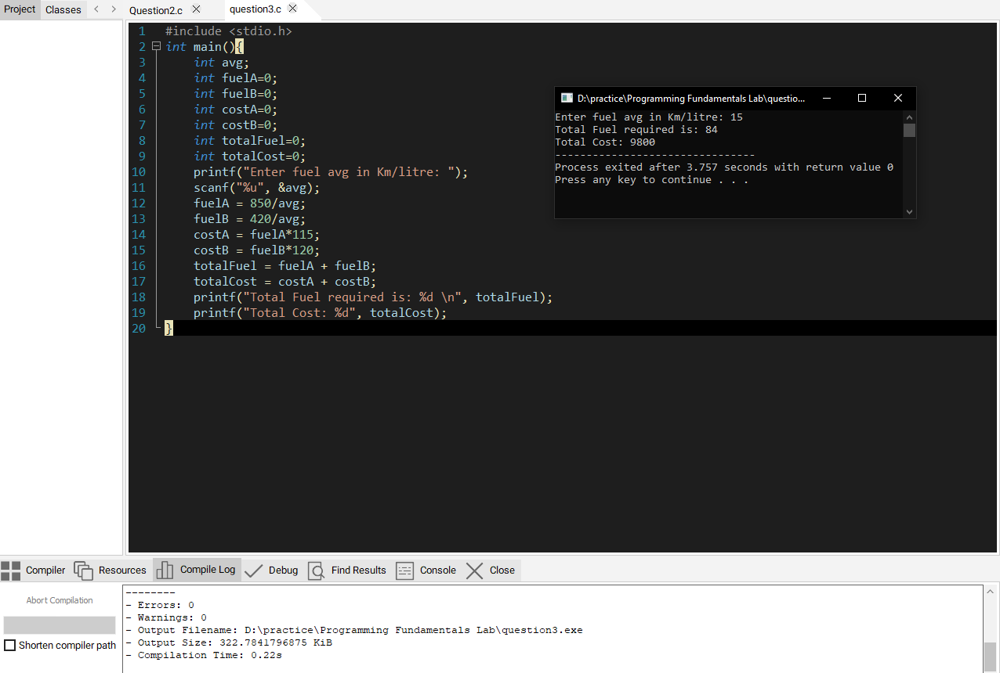 Project Classes Question2.c question3.c
1 #include <stdio.h>
2 int main(){
3 int avg;
4 int fuelA=0;
5 int fuelB=0;
6 int costA=0;
7 int costB=0;
8 int totalFuel=0;
9 int totalCost=0;
10 printf("Enter fuel avg in Km/litre: ");
11 scanf("%u", &avg);
12 fuelA = 850/avg;
13 fuelB = 420/avg;
14 costA = fuelA*115;
15 costB = fuelB*120;
16 totalFuel = fuelA + fuelB;
17 totalCost = costA + costB;
18 printf("Total Fuel required is: %d \n", totalFuel);
19 printf("Total Cost: %d", totalCost);
20 }
D:\practice\Programming Fundamentals Lab\questio...
Enter fuel avg in Km/litre: 15
Total Fuel required is: 84
Total Cost: 9800
--------------------------------
Process exited after 3.757 seconds with return value 0
Press any key to continue . . .
Compiler Resources Compile Log Debug Find Results Console Close
Abort Compilation
Shorten compiler path
--------
- Errors: 0
- Warnings: 0
- Output Filename: D:\practice\Programming Fundamentals Lab\question3.exe
- Output Size: 322.7841796875 KiB
- Compilation Time: 0.22s